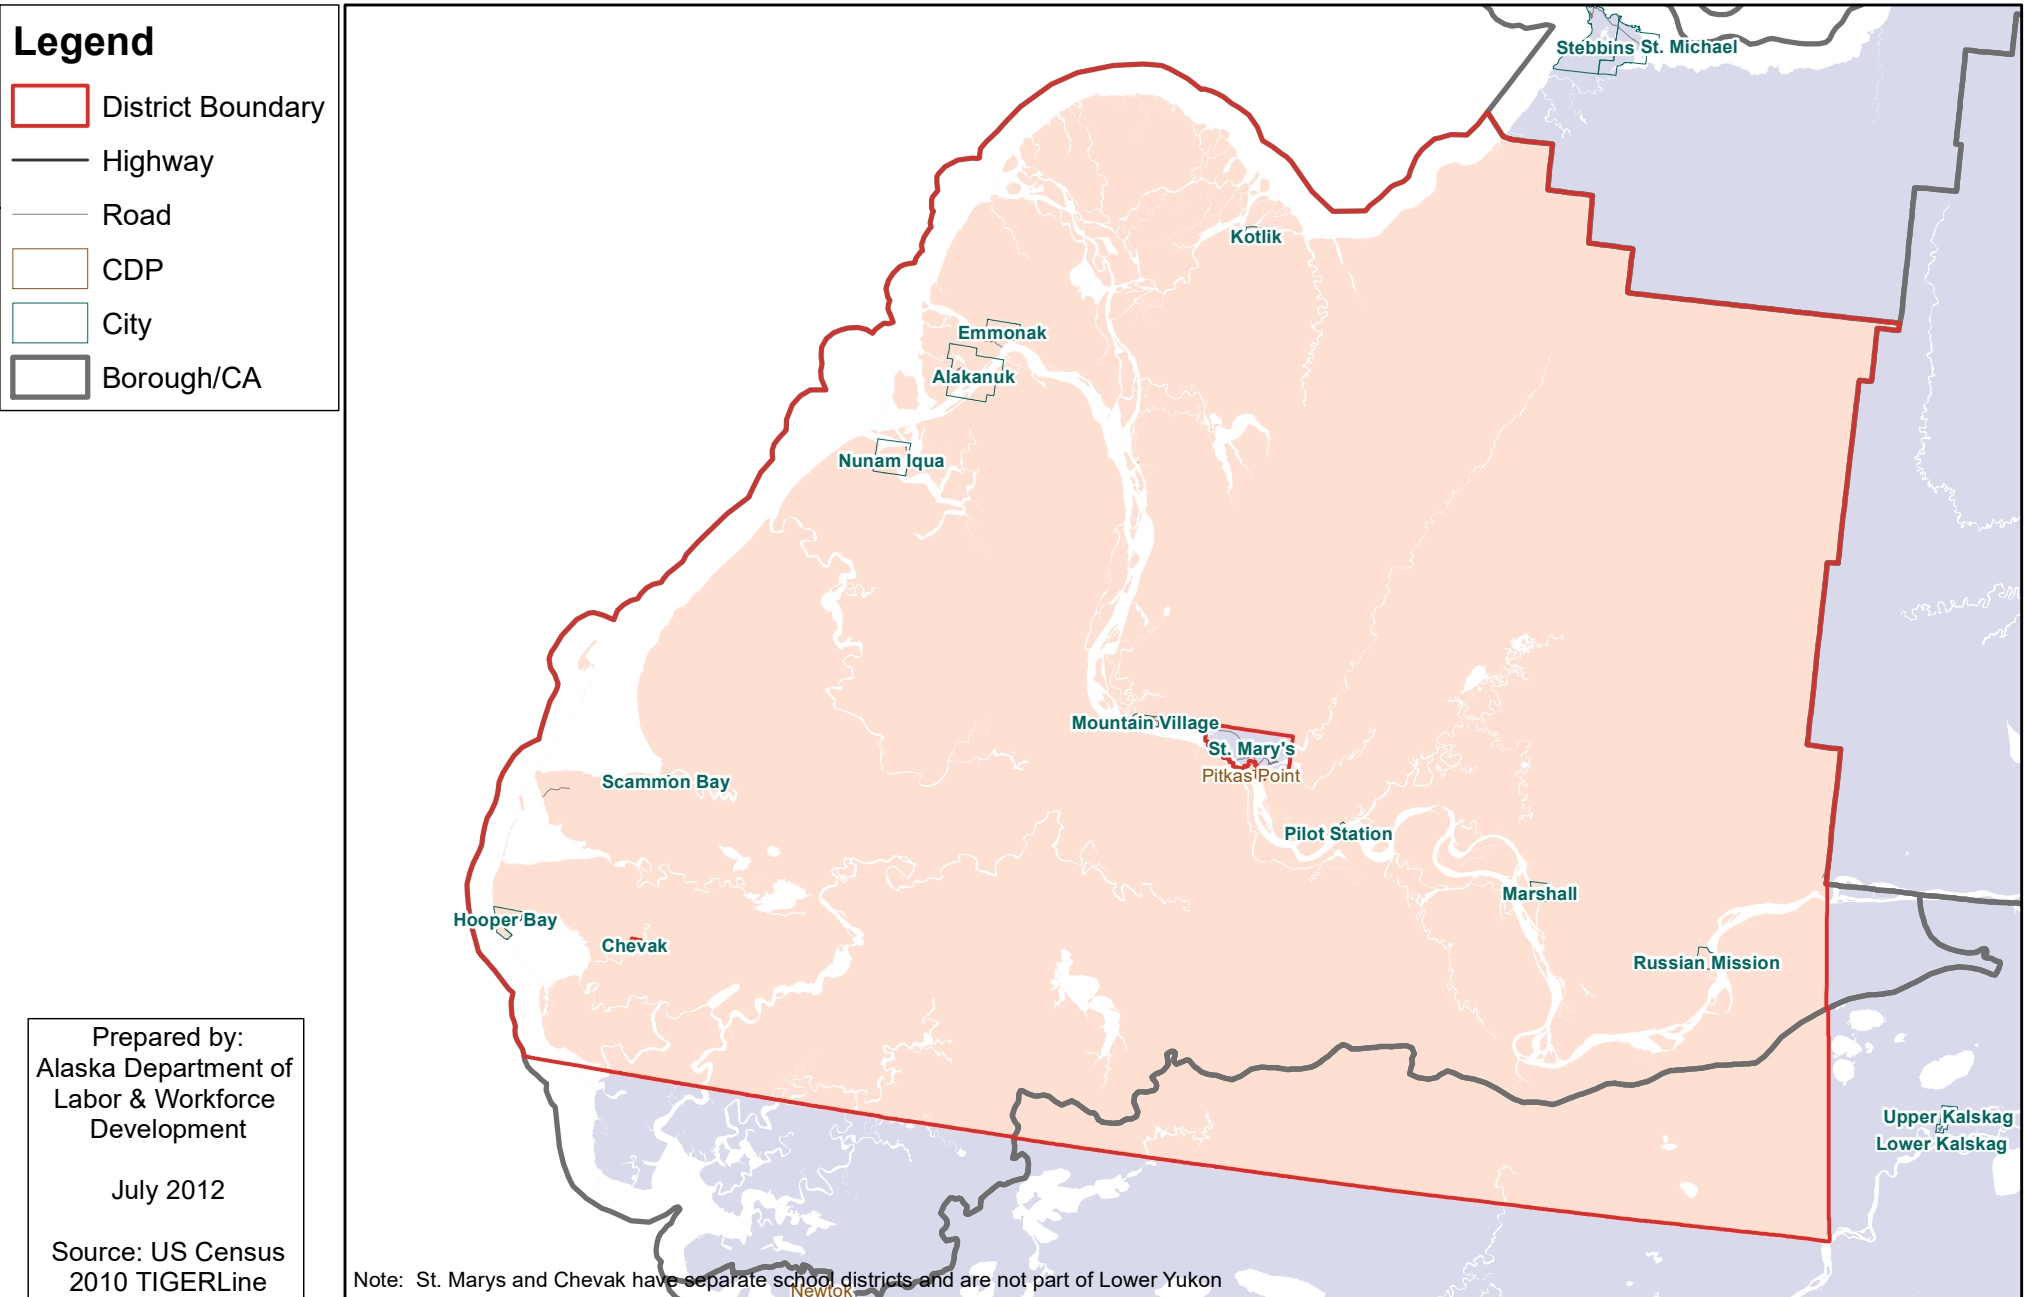 Legend
District Boundary
Highway
Road
CDP
City
Borough/CA
Stebbins St. Michael
Kotlik
Emmonak
Alakanuk
Nunam Iqua
Mountain Village
St. Mary's
Pitkas Point
Scammon Bay
Pilot Station
Marshall
Hooper Bay
Chevak
Russian Mission
Upper Kalskag
Lower Kalskag
Newtok
Prepared by:
Alaska Department of
Labor & Workforce
Development
July 2012
Source: US Census
2010 TIGERLine
Note: St. Marys and Chevak have separate school districts and are not part of Lower Yukon